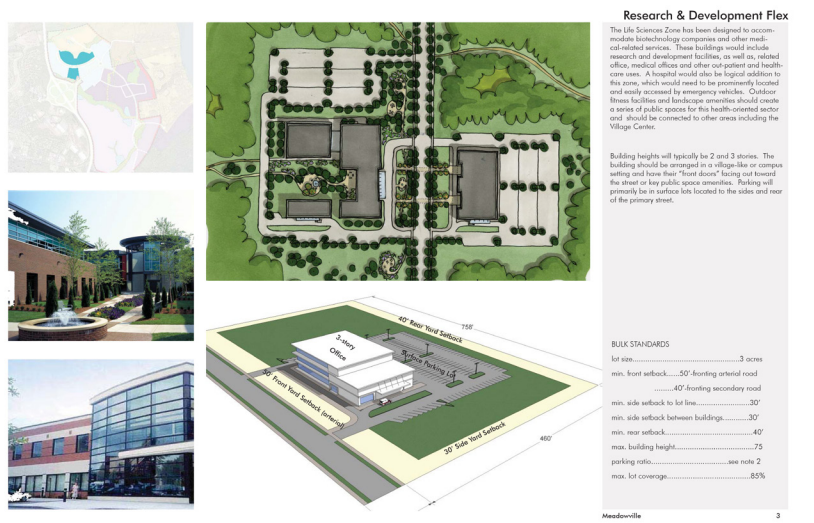 Research & Development Flex
The Life Sciences Zone has been designed to accom-
modate biotechnology companies and other medi-
cal-related services. These buildings would include
research and development facilities, as well as, related
office, medical offices and other out-patient and health-
care uses. A hospital would also be logical addition to
this zone, which would need to be prominently located
and easily accessed by emergency vehicles. Outdoor
fitness facilities and landscape amenities should create
a series of public spaces for this health-oriented sector
and should be connected to other areas including the
Village Center.
Building heights will typically be 2 and 3 stories. The
building should be arranged in a village-like or campus
setting and have their "front doors" facing out toward
the street or key public space amenities. Parking will
primarily be in surface lots located to the sides and rear
of the primary street.
40' Rear Yard Setback
758'
3-story
Office
Surface Parking Lot
50' Front Yard Setback (arterial)
30' Side Yard Setback
460'
BULK STANDARDS
lot size...................................................3 acres
min. front setback......50'-fronting arterial road
.........40'-fronting secondary road
min. side setback to lot line.........................30'
min. side setback between buildings............30'
min. rear setback..........................................40'
max. building height......................................75
parking ratio.....................................see note 2
max. lot coverage........................................85%
Meadowville 3